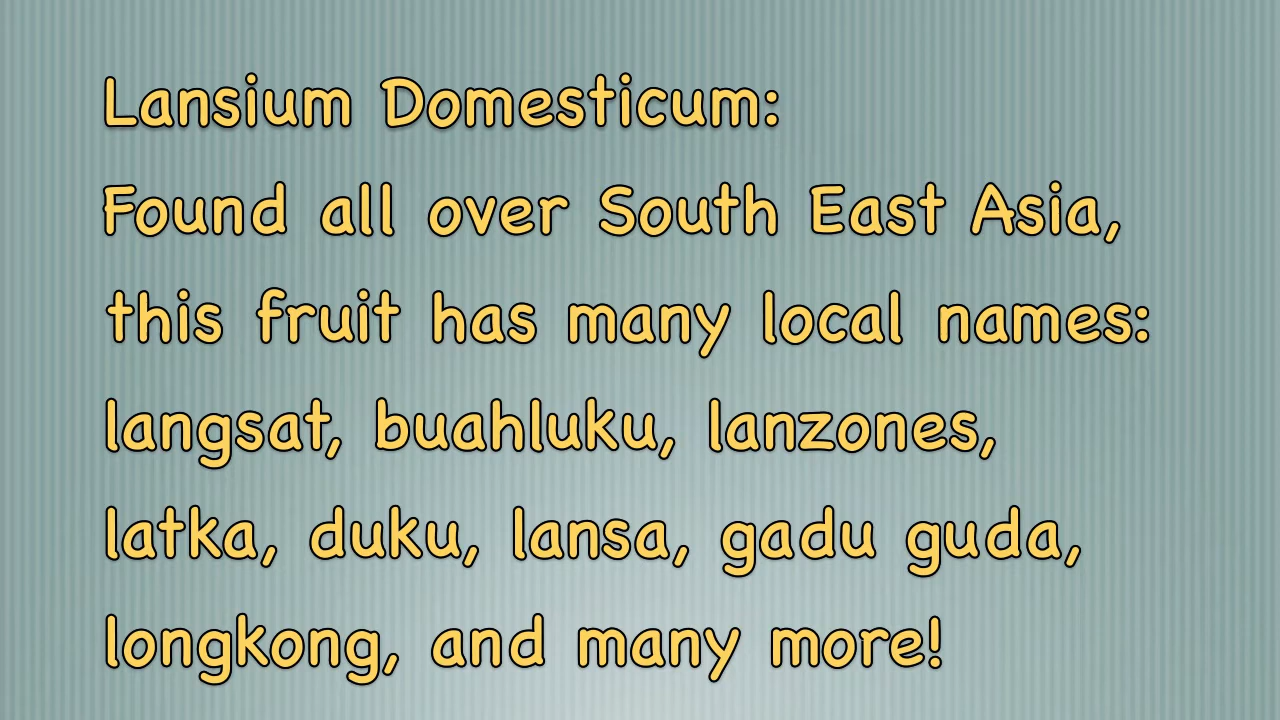 Lansium Domesticum:
Found all over South East Asia,
this fruit has many local names:
langsat, buahluku, lanzones,
latka, duku, lansa, gadu guda,
longkong, and many more!